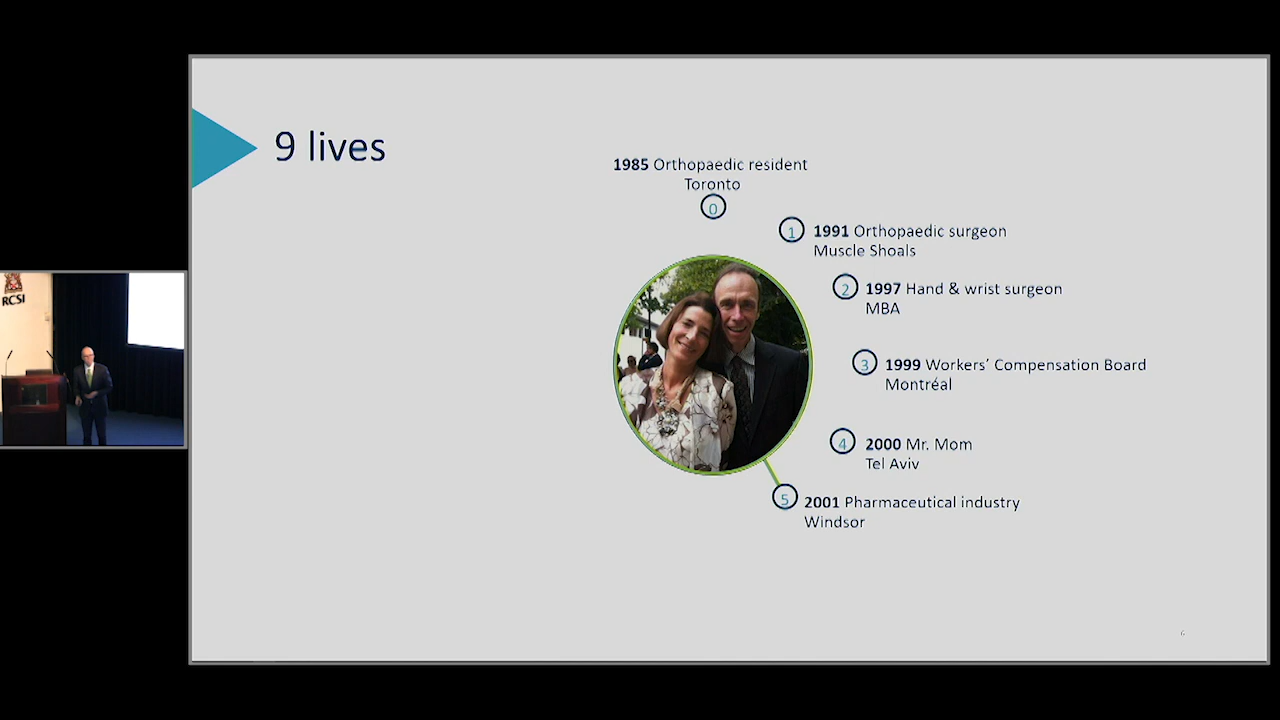 9 lives
1985 Orthopaedic resident
Toronto
0
1
1991 Orthopaedic surgeon
Muscle Shoals
2
1997 Hand & wrist surgeon
MBA
3
1999 Workers’ Compensation Board
Montréal
4
2000 Mr. Mom
Tel Aviv
5
2001 Pharmaceutical industry
Windsor
6
RCSI